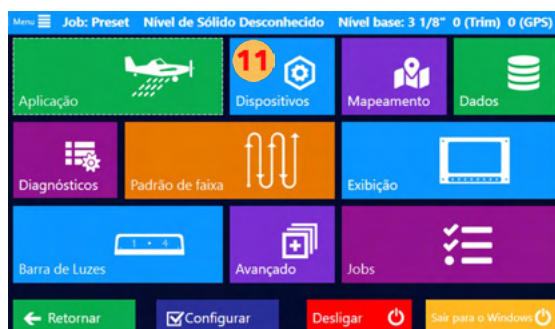 Menu Job: Preset Nível de Sólido Desconhecido Nível base: 3 1/8" 0 (Trim) 0 (GPS)
11
Aplicação Dispositivos Mapeamento Dados
Diagnósticos Padrão de faixa Exibição
1 • 4
Barra de Luzes Avançado Jobs
Retornar Configurar Desligar Sair para o Windows